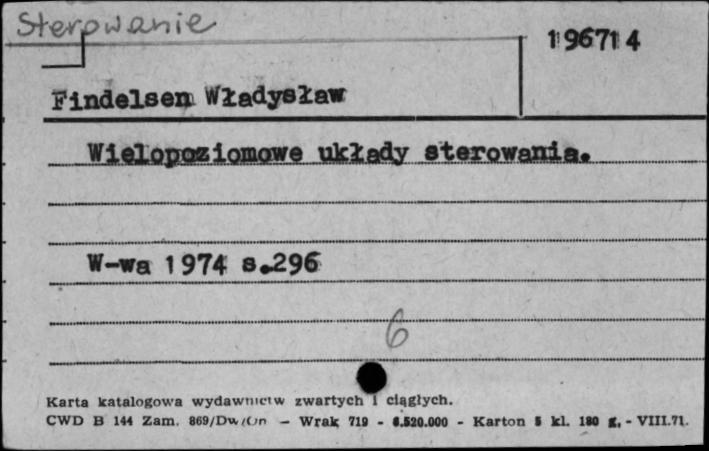 Sterowanie
196714
Findelsen Władysław
Wielopoziomowe układy sterowania.
W-wa 1974 s.296
6
Karta katalogowa wydawnictw zwartych i ciągłych.
CWD B 144 Zam. 869/Dw/On — Wrak 719 - 6.520.000 - Karton 5 kl. 180 g. - VIII.71.